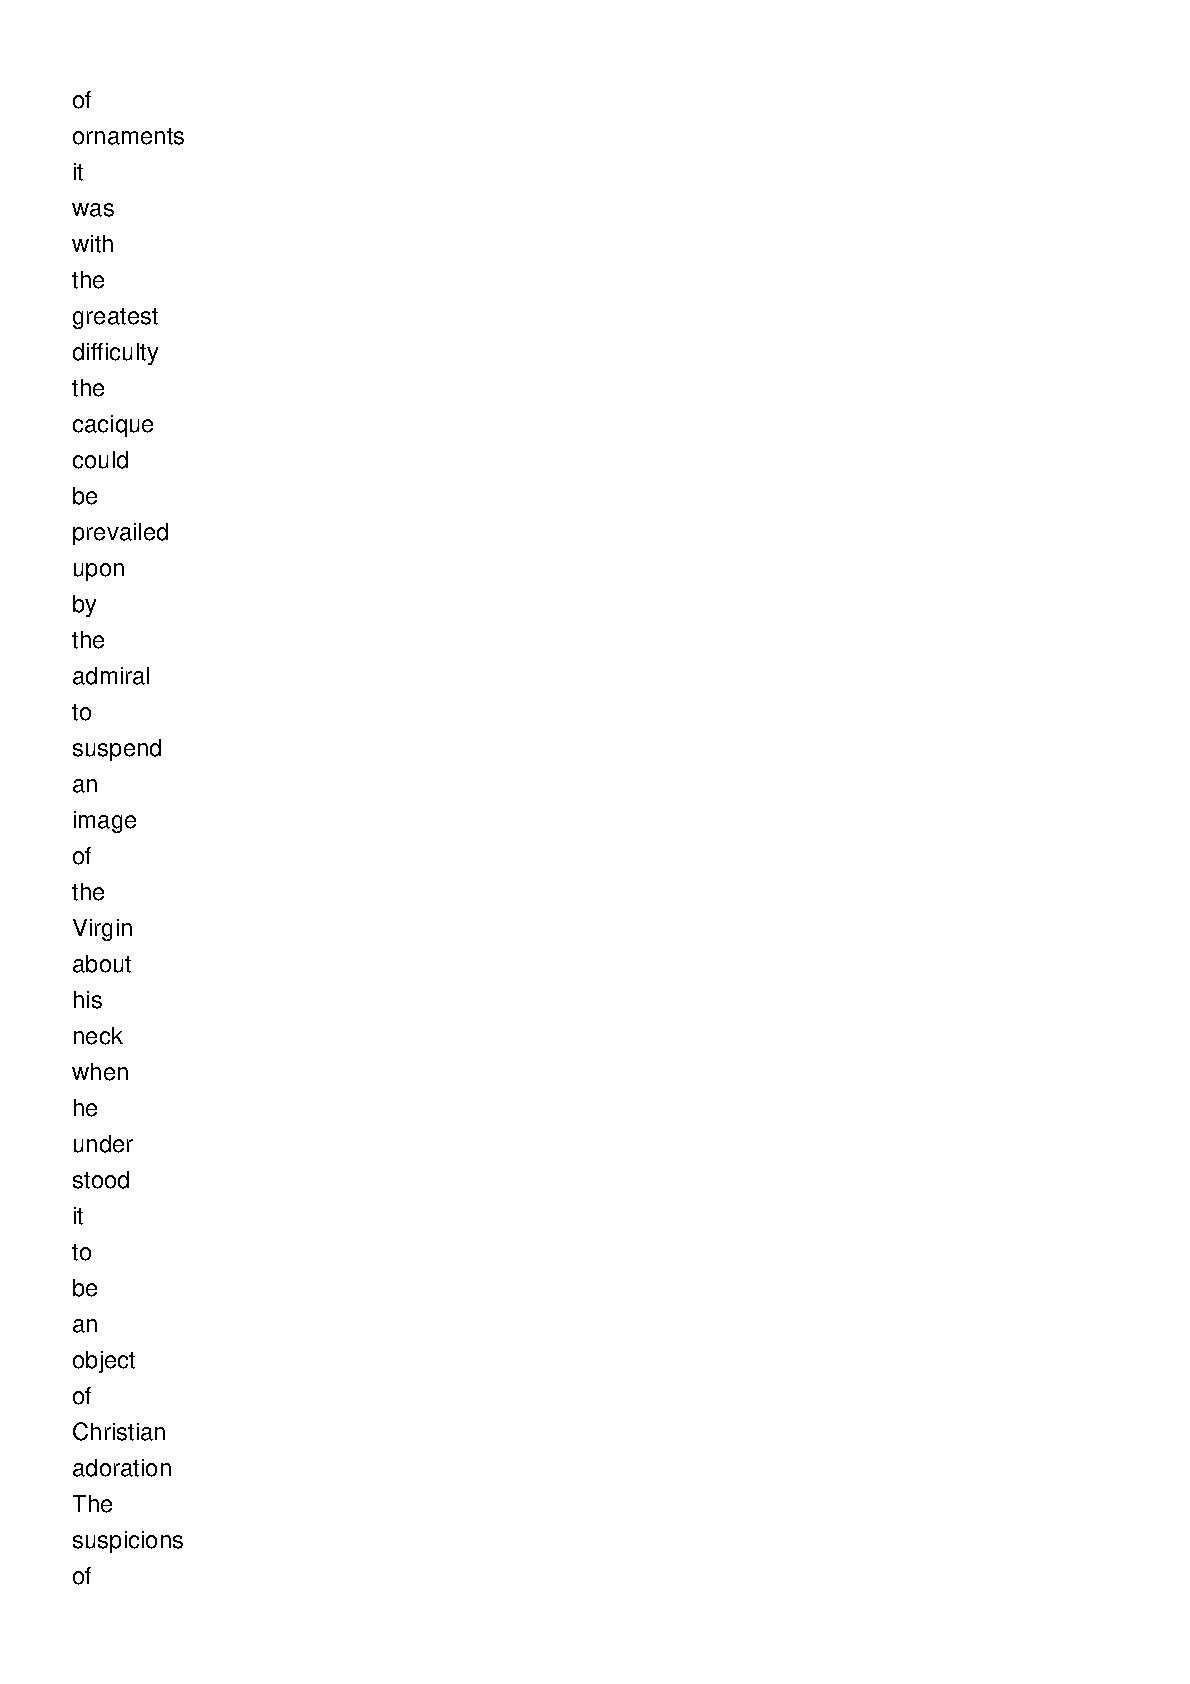 of
ornaments
it
was
with
the
greatest
difficulty
the
cacique
could
be
prevailed
upon
by
the
admiral
to
suspend
an
image
of
the
Virgin
about
his
neck
when
he
under
stood
it
to
be
an
object
of
Christian
adoration
The
suspicions
of